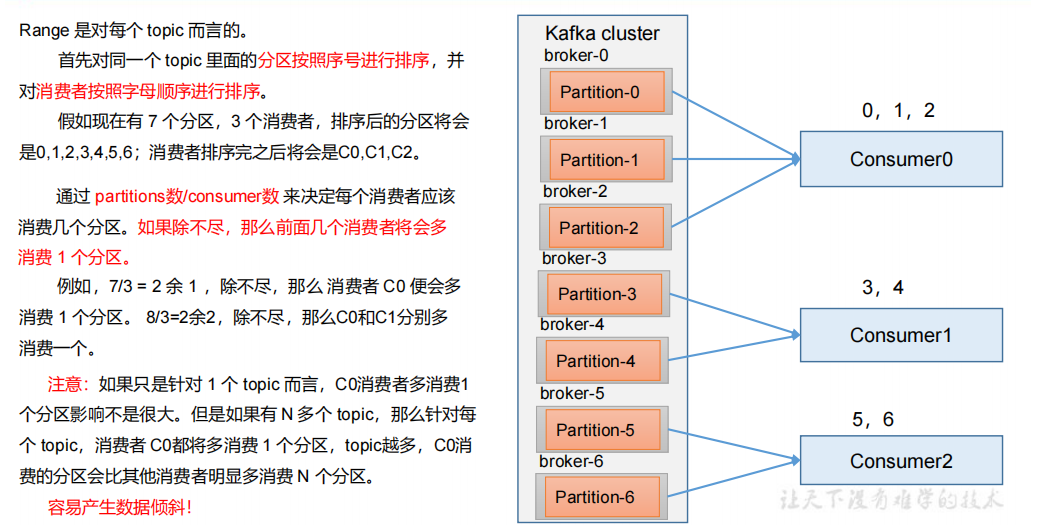 Range 是对每个 topic 而言的。
首先对同一个 topic 里面的分区按照序号进行排序，并
对消费者按照字母顺序进行排序。
假如现在有 7 个分区，3 个消费者，排序后的分区将会
是0,1,2,3,4,5,6；消费者排序完之后将会是C0,C1,C2。
通过 partitions数/consumer数 来决定每个消费者应该
消费几个分区。如果除不尽，那么前面几个消费者将会多
消费 1 个分区。
例如，7/3 = 2 余 1 ，除不尽，那么 消费者 C0 便会多
消费 1 个分区。 8/3=2余2，除不尽，那么C0和C1分别多
消费一个。
注意：如果只是针对 1 个 topic 而言，C0消费者多消费1
个分区影响不是很大。但是如果有 N 多个 topic，那么针对每
个 topic，消费者 C0都将多消费 1 个分区，topic越多，C0消
费的分区会比其他消费者明显多消费 N 个分区。
容易产生数据倾斜！
Kafka cluster
broker-0
Partition-0
broker-1
Partition-1
broker-2
Partition-2
broker-3
Partition-3
broker-4
Partition-4
broker-5
Partition-5
broker-6
Partition-6
0，1，2
Consumer0
3，4
Consumer1
5，6
Consumer2
让天下没有难学的技术